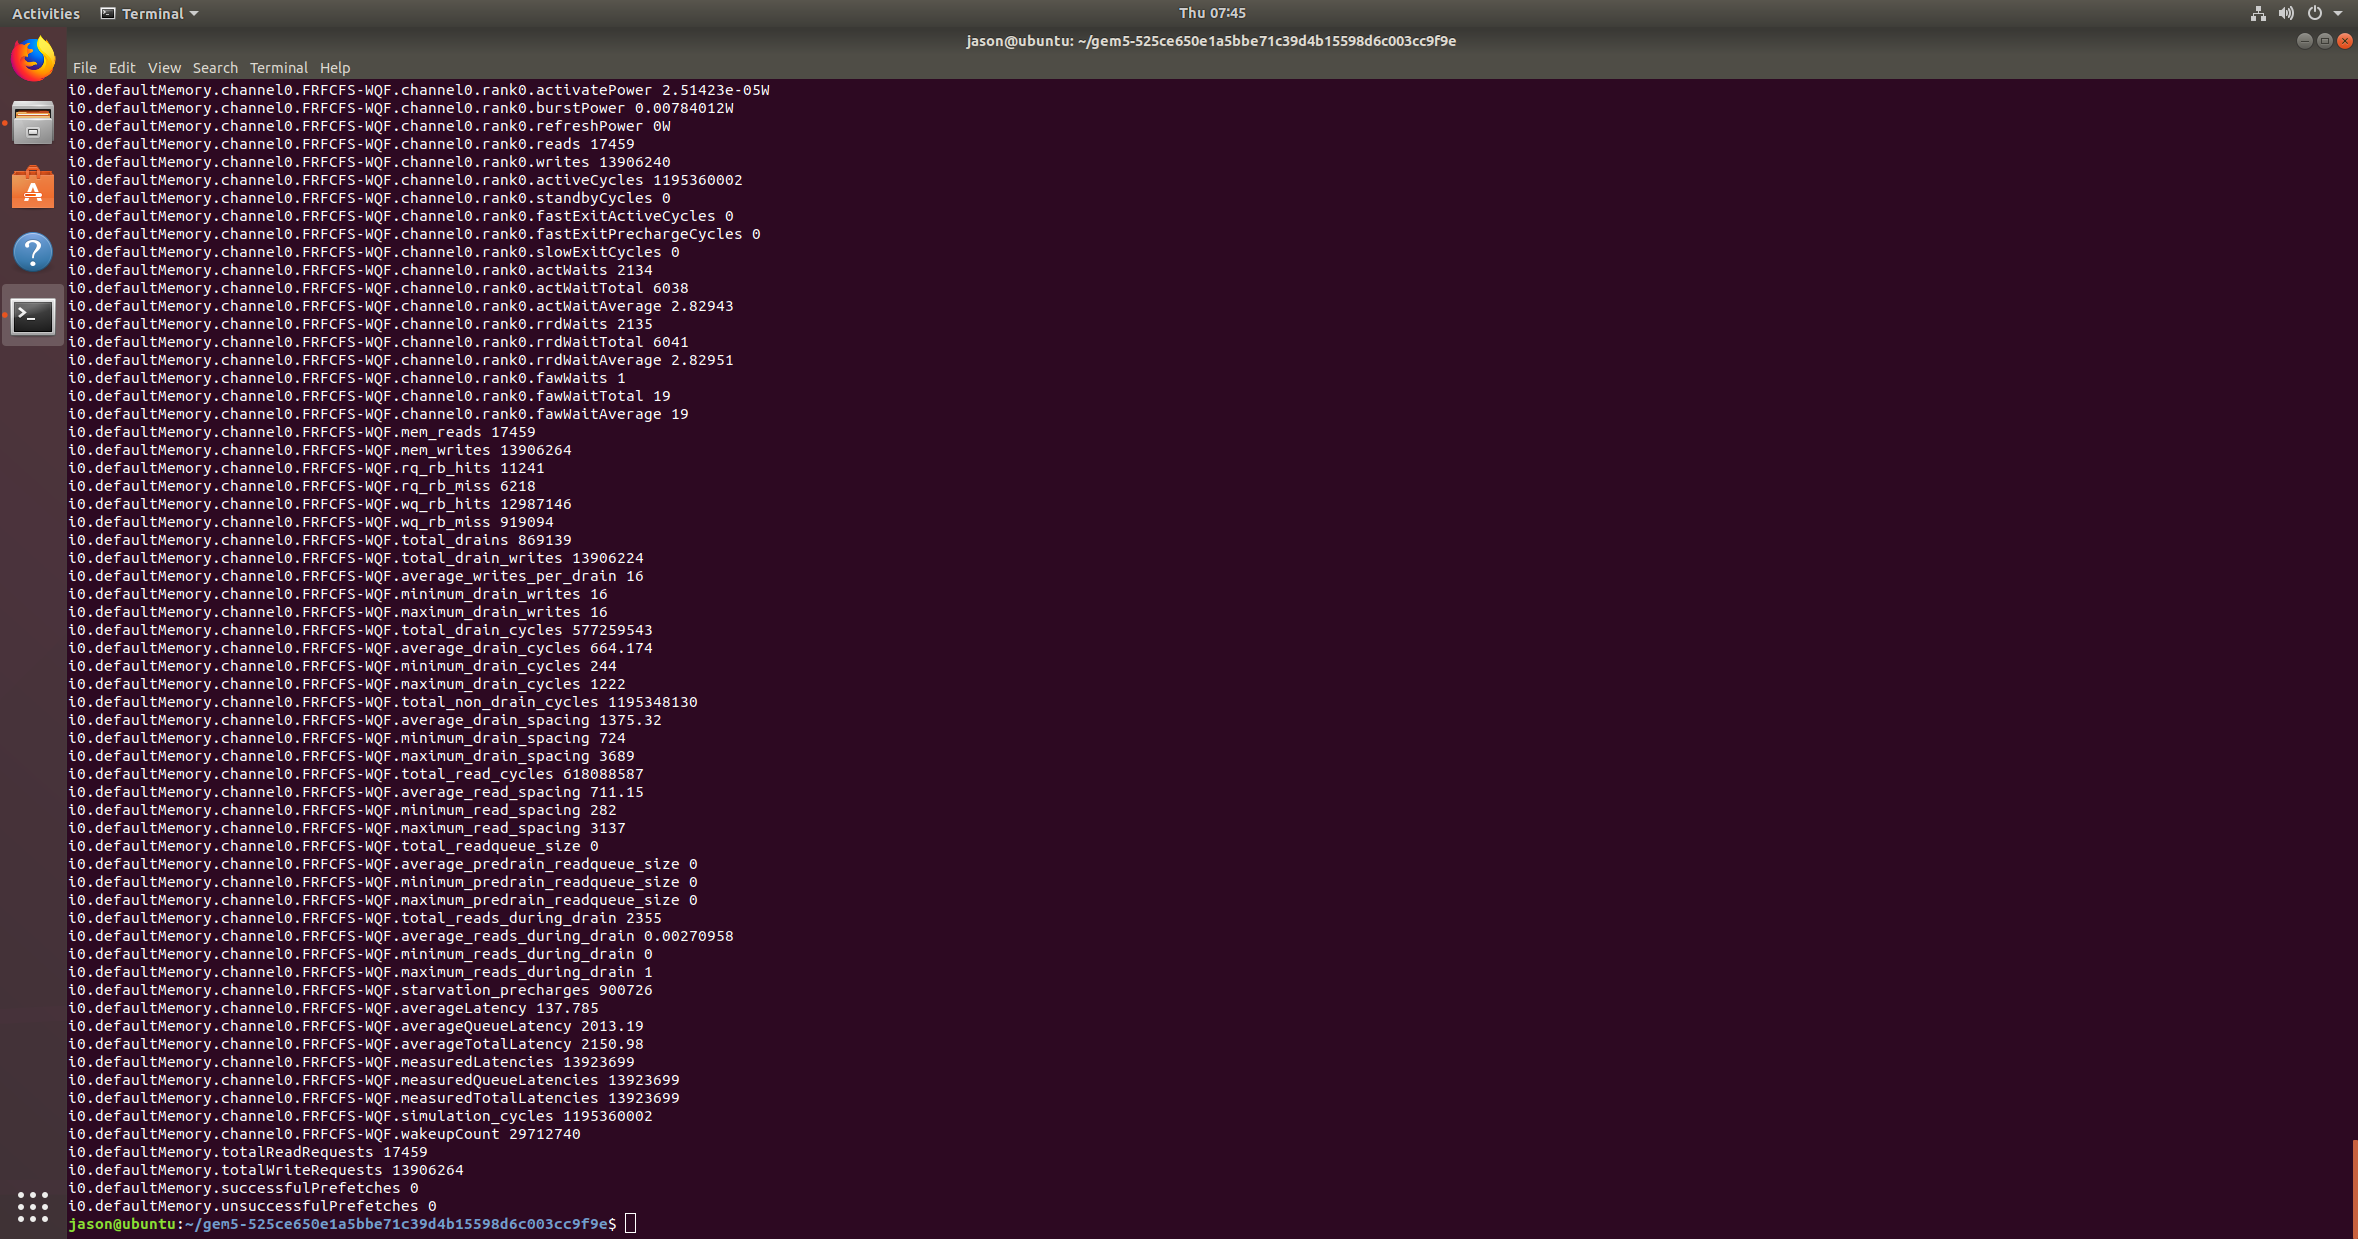 Activities Terminal Thu 07:45
jason@ubuntu: ~/gem5-525ce650e1a5bbe71c39d4b15598d6c003cc9f9e
File Edit View Search Terminal Help
i0.defaultMemory.channel0.FRFCFS-WQF.channel0.rank0.activatePower 2.51423e-05W
i0.defaultMemory.channel0.FRFCFS-WQF.channel0.rank0.burstPower 0.00784012W
i0.defaultMemory.channel0.FRFCFS-WQF.channel0.rank0.refreshPower 0W
i0.defaultMemory.channel0.FRFCFS-WQF.channel0.rank0.reads 17459
i0.defaultMemory.channel0.FRFCFS-WQF.channel0.rank0.writes 13906240
i0.defaultMemory.channel0.FRFCFS-WQF.channel0.rank0.activeCycles 1195360002
i0.defaultMemory.channel0.FRFCFS-WQF.channel0.rank0.standbyCycles 0
i0.defaultMemory.channel0.FRFCFS-WQF.channel0.rank0.fastExitActiveCycles 0
i0.defaultMemory.channel0.FRFCFS-WQF.channel0.rank0.fastExitPrechargeCycles 0
i0.defaultMemory.channel0.FRFCFS-WQF.channel0.rank0.slowExitCycles 0
i0.defaultMemory.channel0.FRFCFS-WQF.channel0.rank0.actWaits 2134
i0.defaultMemory.channel0.FRFCFS-WQF.channel0.rank0.actWaitTotal 6038
i0.defaultMemory.channel0.FRFCFS-WQF.channel0.rank0.actWaitAverage 2.82943
i0.defaultMemory.channel0.FRFCFS-WQF.channel0.rank0.rrdWaits 2135
i0.defaultMemory.channel0.FRFCFS-WQF.channel0.rank0.rrdWaitTotal 6041
i0.defaultMemory.channel0.FRFCFS-WQF.channel0.rank0.rrdWaitAverage 2.82951
i0.defaultMemory.channel0.FRFCFS-WQF.channel0.rank0.fawWaits 1
i0.defaultMemory.channel0.FRFCFS-WQF.channel0.rank0.fawWaitTotal 19
i0.defaultMemory.channel0.FRFCFS-WQF.channel0.rank0.fawWaitAverage 19
i0.defaultMemory.channel0.FRFCFS-WQF.mem_reads 17459
i0.defaultMemory.channel0.FRFCFS-WQF.mem_writes 13906264
i0.defaultMemory.channel0.FRFCFS-WQF.rq_rb_hits 11241
i0.defaultMemory.channel0.FRFCFS-WQF.rq_rb_miss 6218
i0.defaultMemory.channel0.FRFCFS-WQF.wq_rb_hits 12987146
i0.defaultMemory.channel0.FRFCFS-WQF.wq_rb_miss 919094
i0.defaultMemory.channel0.FRFCFS-WQF.total_drains 869139
i0.defaultMemory.channel0.FRFCFS-WQF.total_drain_writes 13906224
i0.defaultMemory.channel0.FRFCFS-WQF.average_writes_per_drain 16
i0.defaultMemory.channel0.FRFCFS-WQF.minimum_drain_writes 16
i0.defaultMemory.channel0.FRFCFS-WQF.maximum_drain_writes 16
i0.defaultMemory.channel0.FRFCFS-WQF.total_drain_cycles 577259543
i0.defaultMemory.channel0.FRFCFS-WQF.average_drain_cycles 664.174
i0.defaultMemory.channel0.FRFCFS-WQF.minimum_drain_cycles 244
i0.defaultMemory.channel0.FRFCFS-WQF.maximum_drain_cycles 1222
i0.defaultMemory.channel0.FRFCFS-WQF.total_non_drain_cycles 1195348130
i0.defaultMemory.channel0.FRFCFS-WQF.average_drain_spacing 1375.32
i0.defaultMemory.channel0.FRFCFS-WQF.minimum_drain_spacing 724
i0.defaultMemory.channel0.FRFCFS-WQF.maximum_drain_spacing 3689
i0.defaultMemory.channel0.FRFCFS-WQF.total_read_cycles 618088587
i0.defaultMemory.channel0.FRFCFS-WQF.average_read_spacing 711.15
i0.defaultMemory.channel0.FRFCFS-WQF.minimum_read_spacing 282
i0.defaultMemory.channel0.FRFCFS-WQF.maximum_read_spacing 3137
i0.defaultMemory.channel0.FRFCFS-WQF.total_readqueue_size 0
i0.defaultMemory.channel0.FRFCFS-WQF.average_predrain_readqueue_size 0
i0.defaultMemory.channel0.FRFCFS-WQF.minimum_predrain_readqueue_size 0
i0.defaultMemory.channel0.FRFCFS-WQF.maximum_predrain_readqueue_size 0
i0.defaultMemory.channel0.FRFCFS-WQF.total_reads_during_drain 2355
i0.defaultMemory.channel0.FRFCFS-WQF.average_reads_during_drain 0.00270958
i0.defaultMemory.channel0.FRFCFS-WQF.minimum_reads_during_drain 0
i0.defaultMemory.channel0.FRFCFS-WQF.maximum_reads_during_drain 1
i0.defaultMemory.channel0.FRFCFS-WQF.starvation_precharges 900726
i0.defaultMemory.channel0.FRFCFS-WQF.averageLatency 137.785
i0.defaultMemory.channel0.FRFCFS-WQF.averageQueueLatency 2013.19
i0.defaultMemory.channel0.FRFCFS-WQF.averageTotalLatency 2150.98
i0.defaultMemory.channel0.FRFCFS-WQF.measuredLatencies 13923699
i0.defaultMemory.channel0.FRFCFS-WQF.measuredQueueLatencies 13923699
i0.defaultMemory.channel0.FRFCFS-WQF.measuredTotalLatencies 13923699
i0.defaultMemory.channel0.FRFCFS-WQF.simulation_cycles 1195360002
i0.defaultMemory.channel0.FRFCFS-WQF.wakeupCount 29712740
i0.defaultMemory.totalReadRequests 17459
i0.defaultMemory.totalWriteRequests 13906264
i0.defaultMemory.successfulPrefetches 0
i0.defaultMemory.unsuccessfulPrefetches 0
jason@ubuntu:~/gem5-525ce650e1a5bbe71c39d4b15598d6c003cc9f9e$